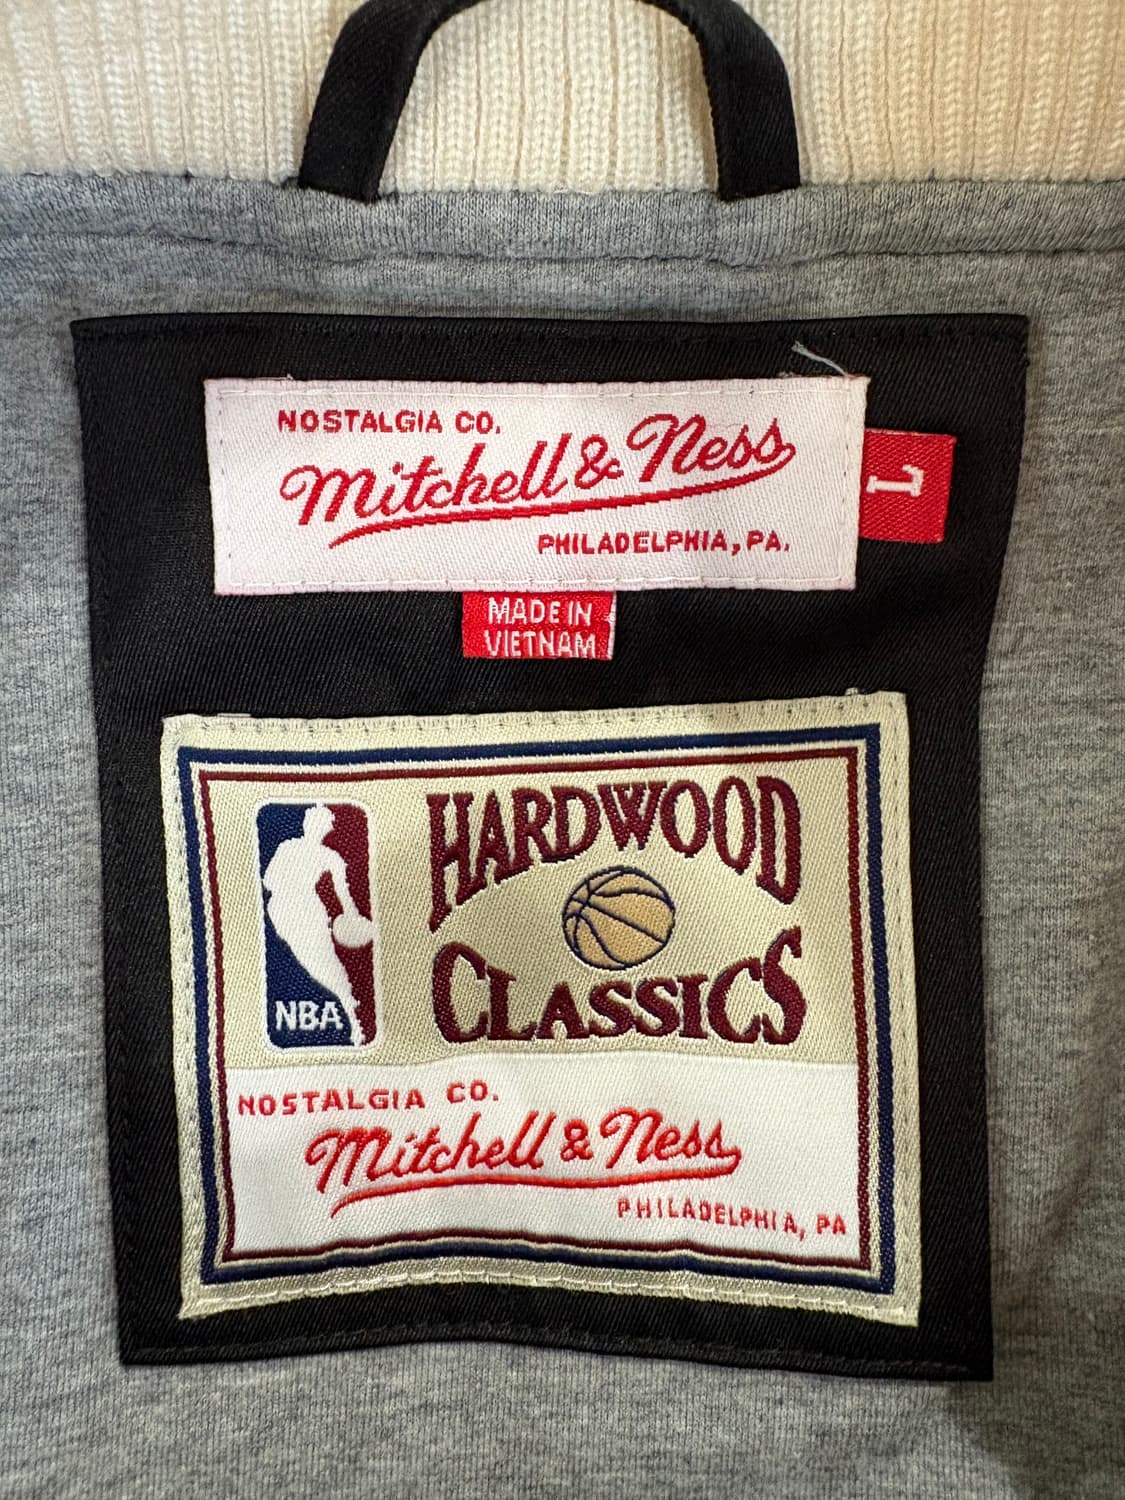 NOSTALGIA CO.
Mitchell & Ness
PHILADELPHIA, PA.
L
MADE IN
VIETNAM
HARDWOOD
CLASSICS
NBA
NOSTALGIA CO.
Mitchell & Ness
PHILADELPHIA, PA